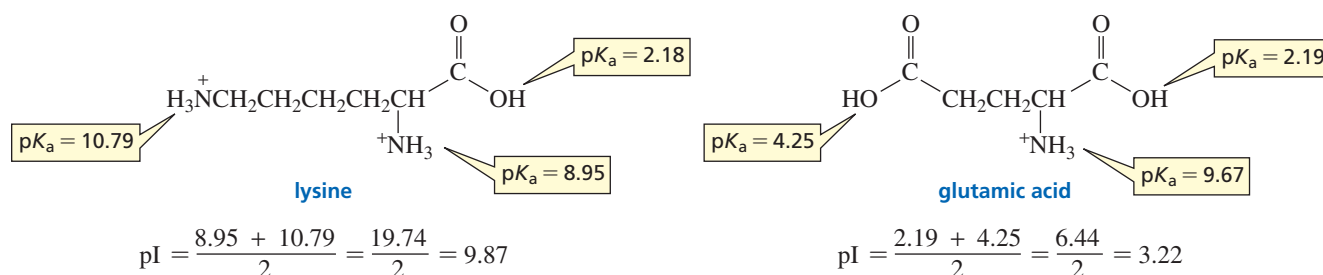 O
C
OH
pKa = 2.18
H3N+CH2CH2CH2CH2CH
pKa = 10.79
+NH3
pKa = 8.95
lysine
pI = (8.95 + 10.79)/2 = 19.74/2 = 9.87
O
O
C
C
HO
CH2CH2CH
OH
pKa = 2.19
pKa = 4.25
+NH3
pKa = 9.67
glutamic acid
pI = (2.19 + 4.25)/2 = 6.44/2 = 3.22